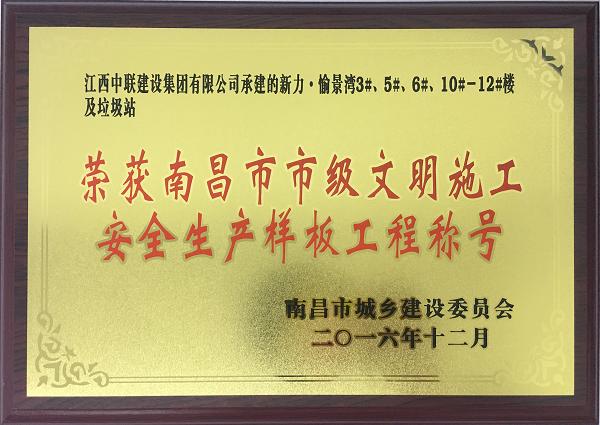 江西中联建设集团有限公司承建的新力·愉景湾3#、5#、6#、10#-12#楼
及垃圾站
荣获南昌市市级文明施工
安全生产样板工程称号
南昌市城乡建设委员会
二〇一六年十二月